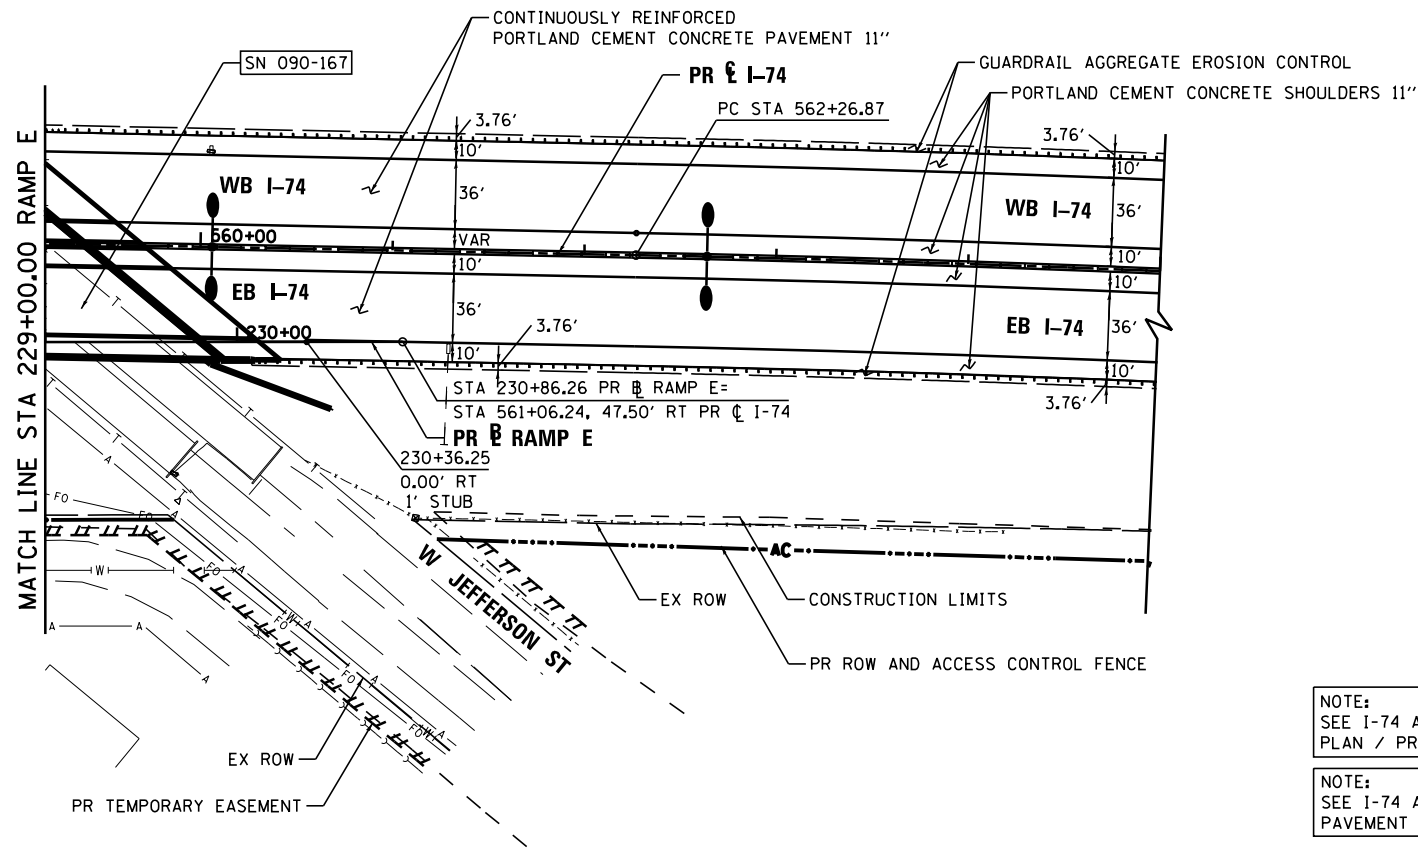 CONTINUOUSLY REINFORCED
PORTLAND CEMENT CONCRETE PAVEMENT 11"
SN 090-167
PR ℄ I-74
PC STA 562+26.87
GUARDRAIL AGGREGATE EROSION CONTROL
PORTLAND CEMENT CONCRETE SHOULDERS 11"
MATCH LINE STA 229+00.00 RAMP E
3.76'
3.76'
10'
10'
WB I-74
36'
WB I-74
36'
560+00
VAR
10'
10'
10'
EB I-74
36'
EB I-74
36'
230+00
3.76'
10'
10'
3.76'
STA 230+86.26 PR BL RAMP E=
STA 561+06.24, 47.50' RT PR ℄ I-74
PR BL RAMP E
230+36.25
0.00' RT
1' STUB
T
T
T
T
T
T
T
A
A
FO
A
FO
A
W
A
A
A
W
A
FO
FO
A
FO
W
A
AC
W JEFFERSON ST
EX ROW
CONSTRUCTION LIMITS
PR ROW AND ACCESS CONTROL FENCE
EX ROW
PR TEMPORARY EASEMENT
NOTE:
SEE I-74 A
PLAN / PR
NOTE:
SEE I-74 A
PAVEMENT